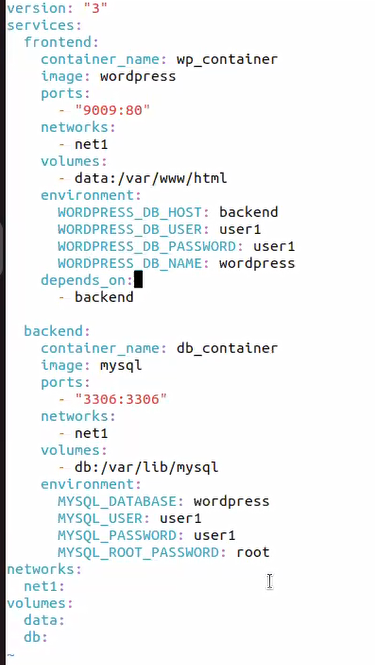 version: "3"
services:
  frontend:
    container_name: wp_container
    image: wordpress
    ports:
      - "9009:80"
    networks:
      - net1
    volumes:
      - data:/var/www/html
    environment:
      WORDPRESS_DB_HOST: backend
      WORDPRESS_DB_USER: user1
      WORDPRESS_DB_PASSWORD: user1
      WORDPRESS_DB_NAME: wordpress
    depends_on:
      - backend

  backend:
    container_name: db_container
    image: mysql
    ports:
      - "3306:3306"
    networks:
      - net1
    volumes:
      - db:/var/lib/mysql
    environment:
      MYSQL_DATABASE: wordpress
      MYSQL_USER: user1
      MYSQL_PASSWORD: user1
      MYSQL_ROOT_PASSWORD: root
networks:
  net1:
volumes:
  data:
  db:
~